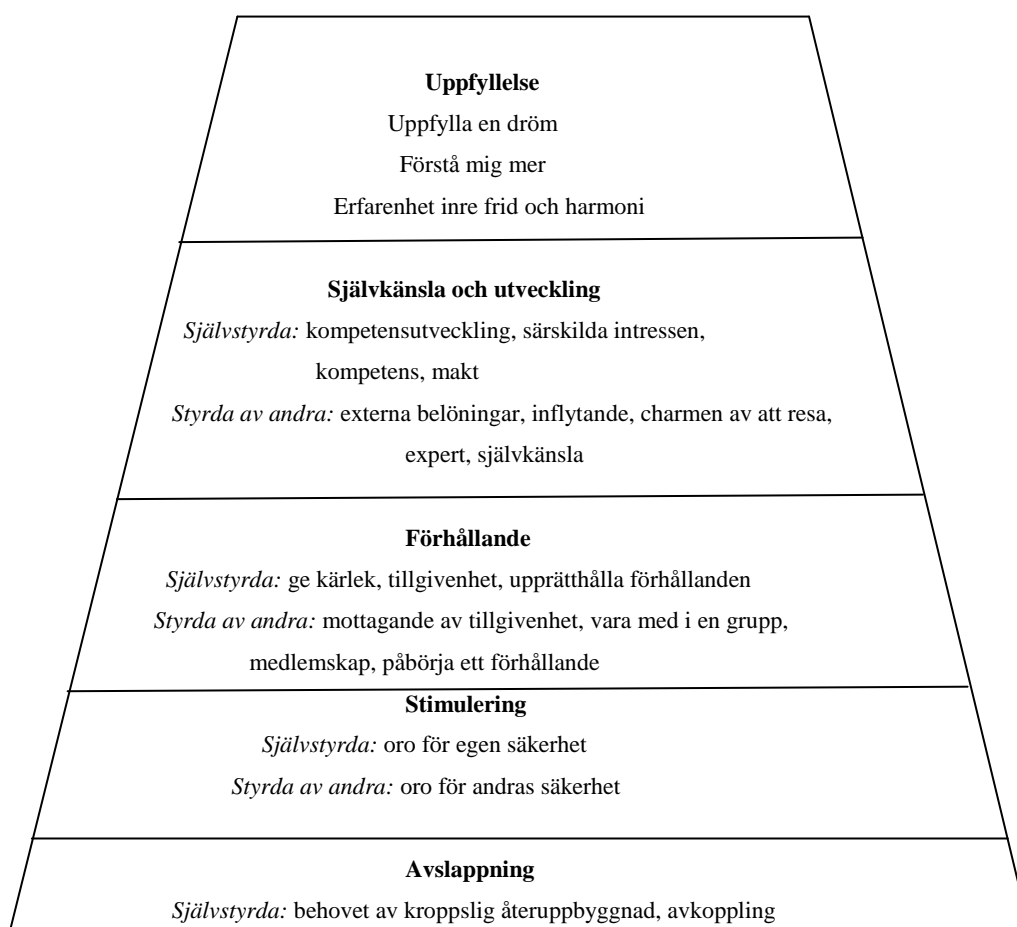 Uppfyllelse
Uppfylla en dröm
Förstå mig mer
Erfarenhet inre frid och harmoni
Självkänsla och utveckling
Självstyrda: kompetensutveckling, särskilda intressen,
kompetens, makt
Styrda av andra: externa belöningar, inflytande, charmen av att resa,
expert, självkänsla
Förhållande
Självstyrda: ge kärlek, tillgivenhet, upprätthålla förhållanden
Styrda av andra: mottagande av tillgivenhet, vara med i en grupp,
medlemskap, påbörja ett förhållande
Stimulering
Självstyrda: oro för egen säkerhet
Styrda av andra: oro för andras säkerhet
Avslappning
Självstyrda: behovet av kroppslig återuppbyggnad, avkoppling